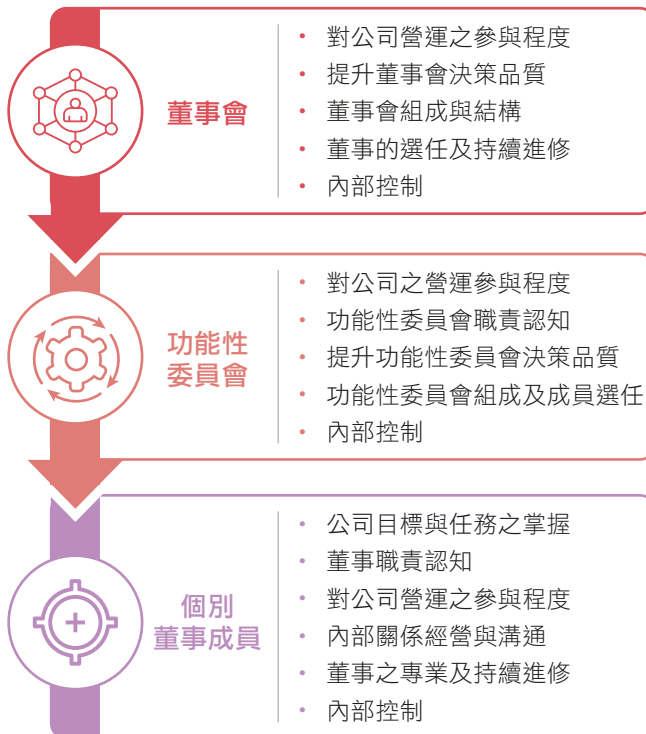 董事會
• 對公司營運之參與程度
• 提升董事會決策品質
• 董事會組成與結構
• 董事的選任及持續進修
• 內部控制
功能性
委員會
• 對公司之營運參與程度
• 功能性委員會職責認知
• 提升功能性委員會決策品質
• 功能性委員會組成及成員選任
• 內部控制
個別
董事成員
• 公司目標與任務之掌握
• 董事職責認知
• 對公司營運之參與程度
• 內部關係經營與溝通
• 董事之專業及持續進修
• 內部控制